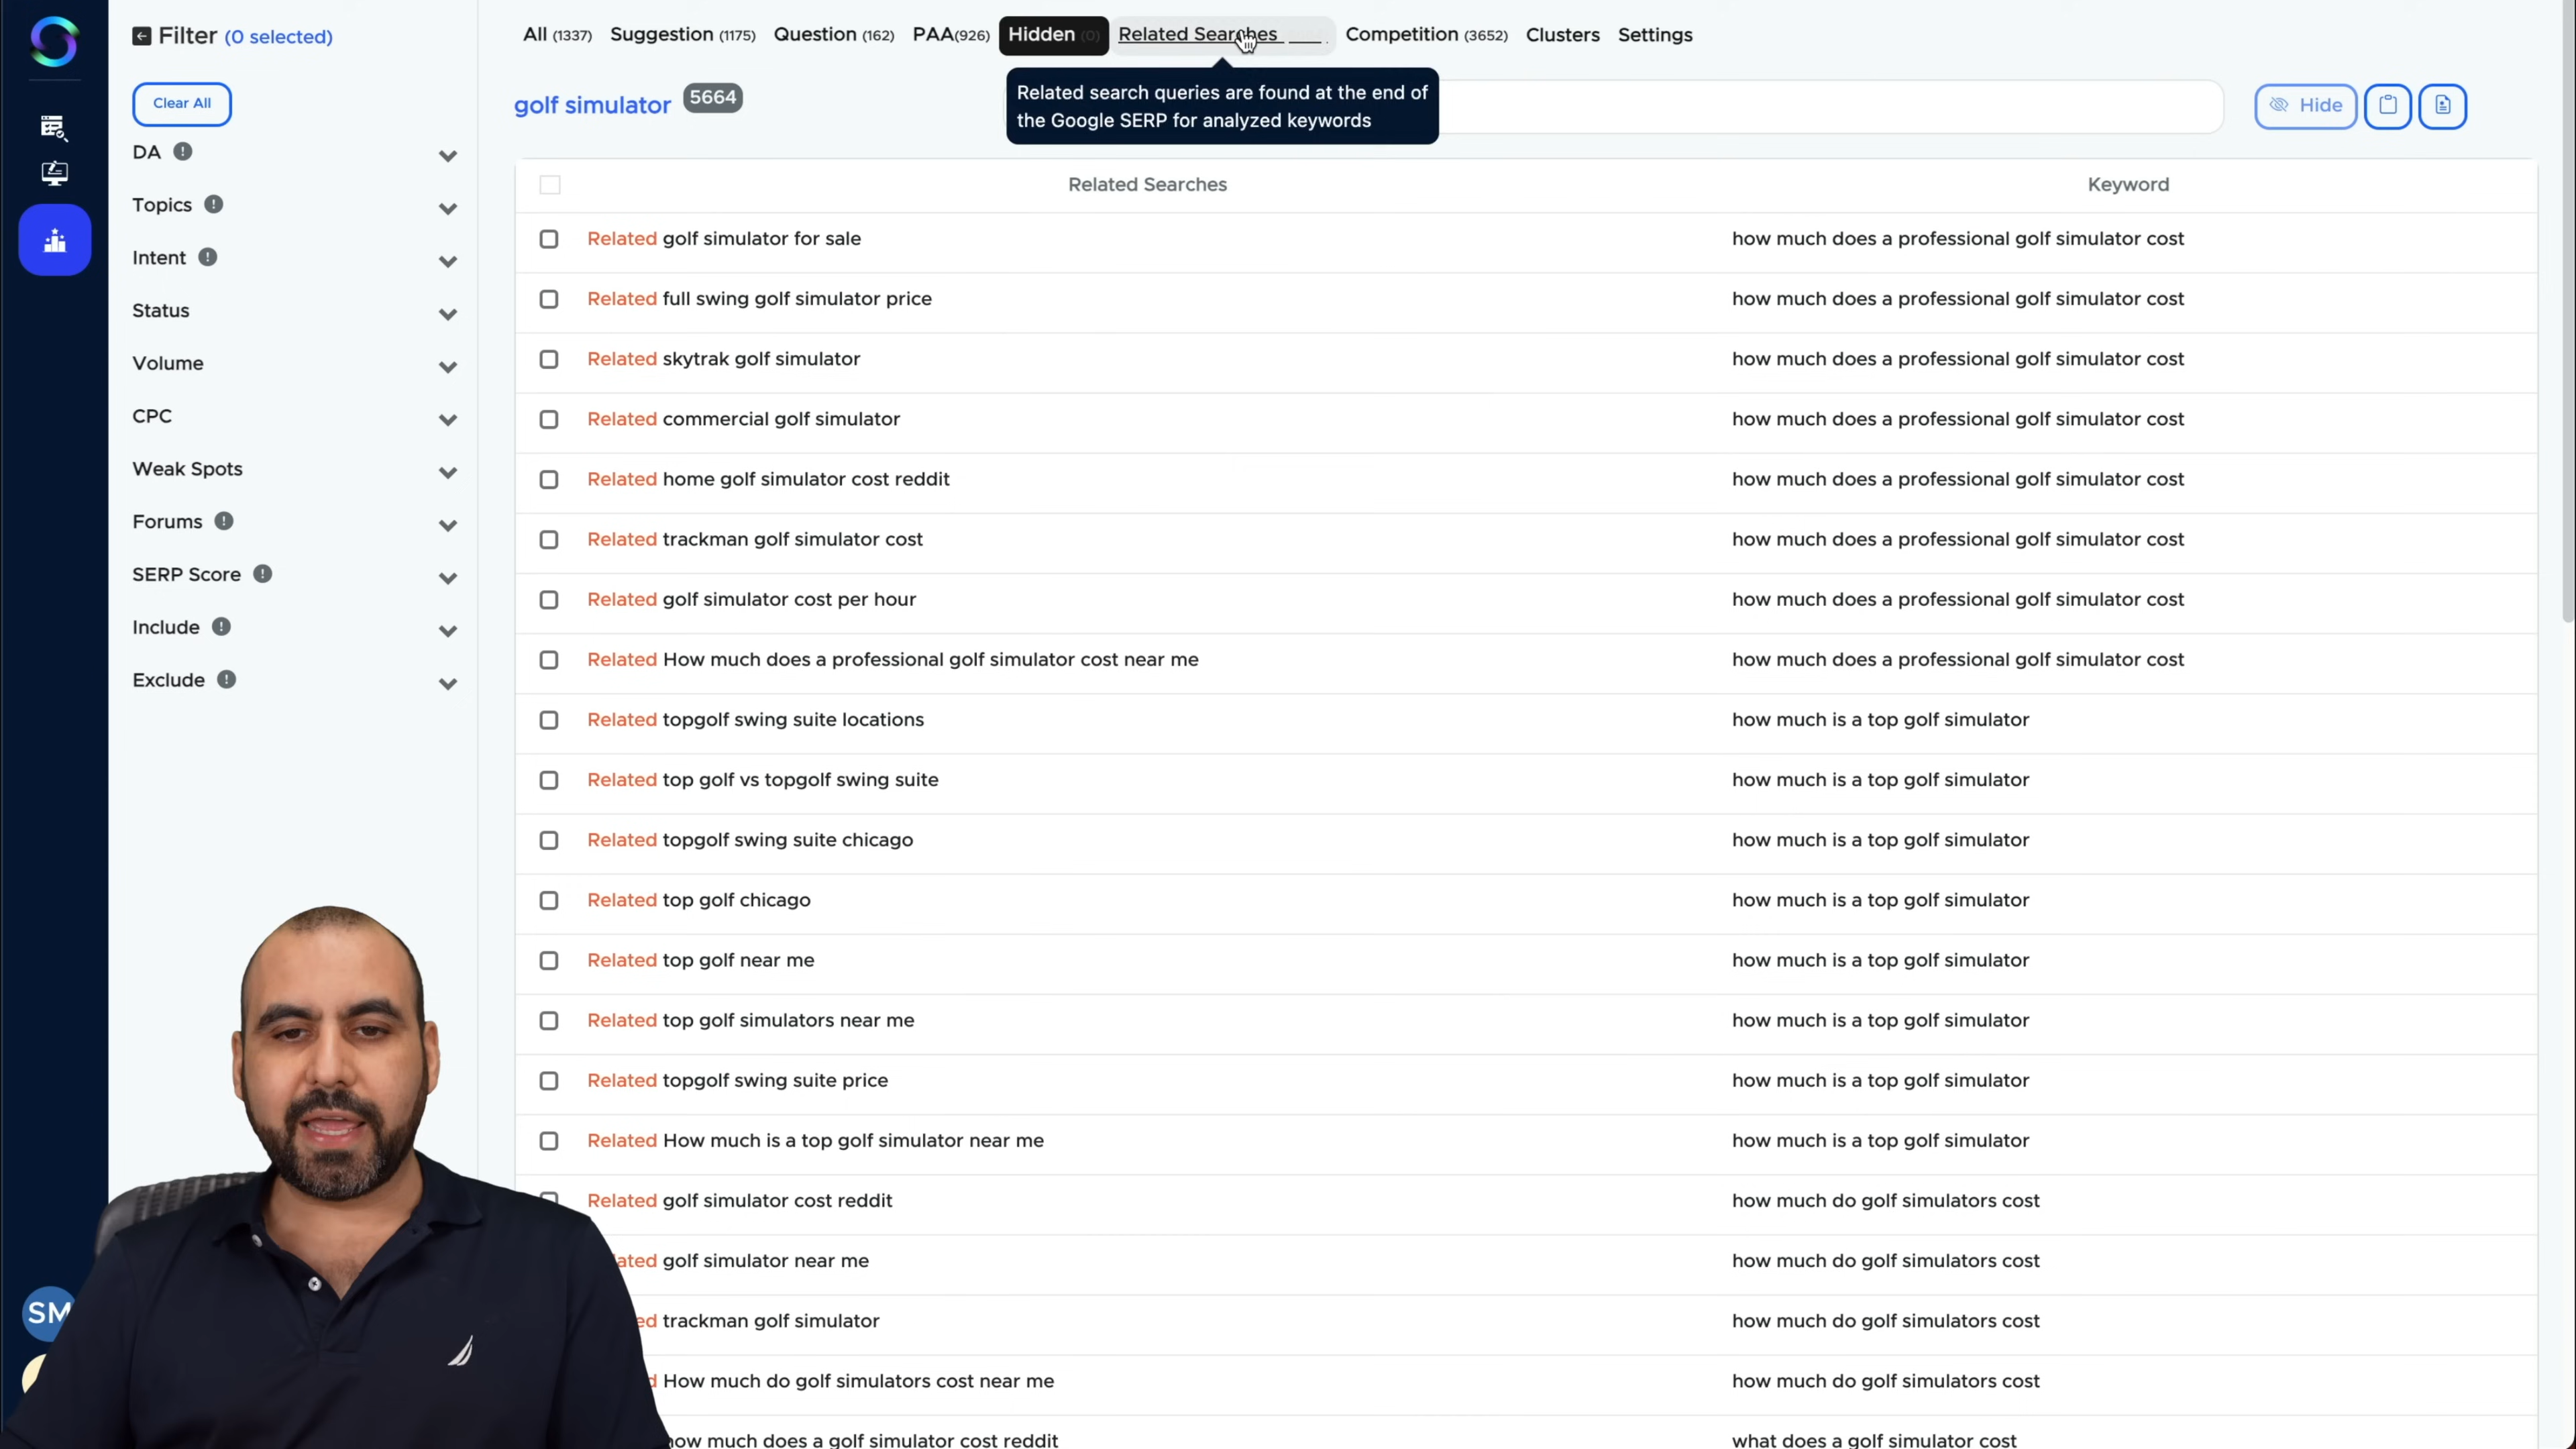 Filter (0 selected)
All (1337) Suggestion (1175) Question (162) PAA(926) Hidden (0) Related Searches Competition (3652) Clusters Settings
Related search queries are found at the end of
the Google SERP for analyzed keywords
Clear All
golf simulator 5664
Hide
DA
Topics
Intent
Status
Volume
CPC
Weak Spots
Forums
SERP Score
Include
Exclude
Related Searches Keyword
Related golf simulator for sale how much does a professional golf simulator cost
Related full swing golf simulator price how much does a professional golf simulator cost
Related skytrak golf simulator how much does a professional golf simulator cost
Related commercial golf simulator how much does a professional golf simulator cost
Related home golf simulator cost reddit how much does a professional golf simulator cost
Related trackman golf simulator cost how much does a professional golf simulator cost
Related golf simulator cost per hour how much does a professional golf simulator cost
Related How much does a professional golf simulator cost near me how much does a professional golf simulator cost
Related topgolf swing suite locations how much is a top golf simulator
Related top golf vs topgolf swing suite how much is a top golf simulator
Related topgolf swing suite chicago how much is a top golf simulator
Related top golf chicago how much is a top golf simulator
Related top golf near me how much is a top golf simulator
Related top golf simulators near me how much is a top golf simulator
Related topgolf swing suite price how much is a top golf simulator
Related How much is a top golf simulator near me how much is a top golf simulator
Related golf simulator cost reddit how much do golf simulators cost
ated golf simulator near me how much do golf simulators cost
ed trackman golf simulator how much do golf simulators cost
d How much do golf simulators cost near me how much do golf simulators cost
how much does a golf simulator cost reddit what does a golf simulator cost
SM